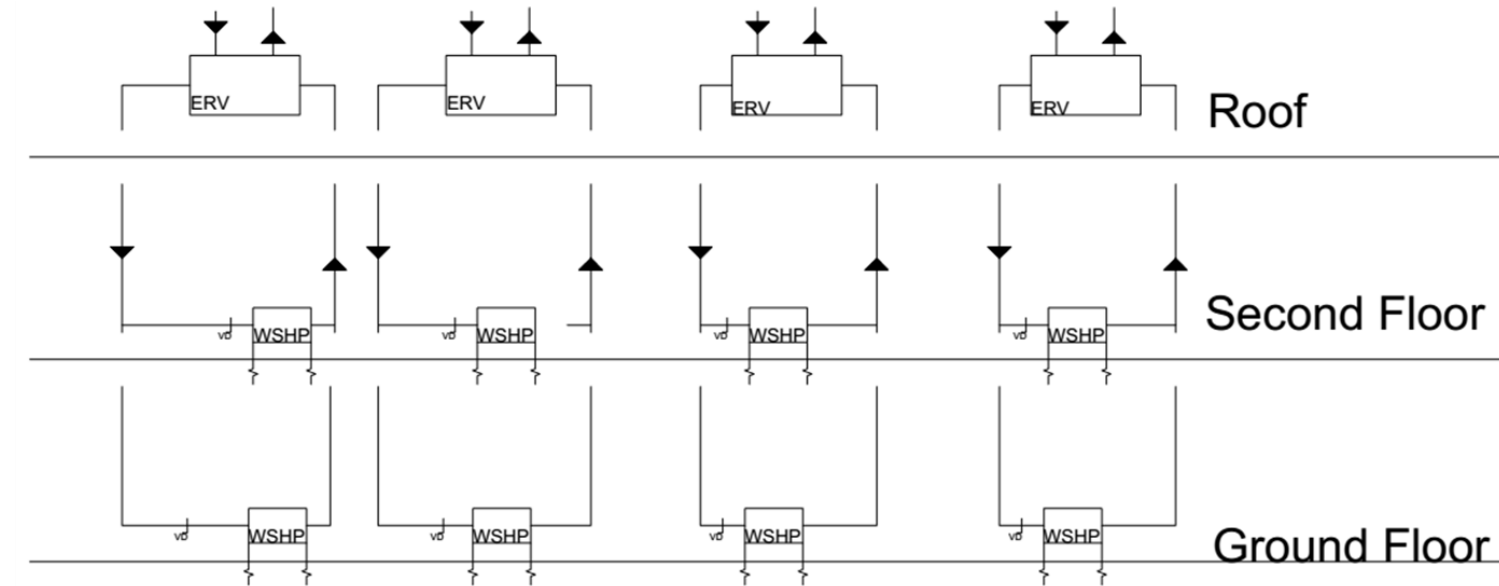 ERV ERV ERV ERV
Roof
vd WSHP vd WSHP vd WSHP vd WSHP
Second Floor
vd WSHP vd WSHP vd WSHP vd WSHP
Ground Floor